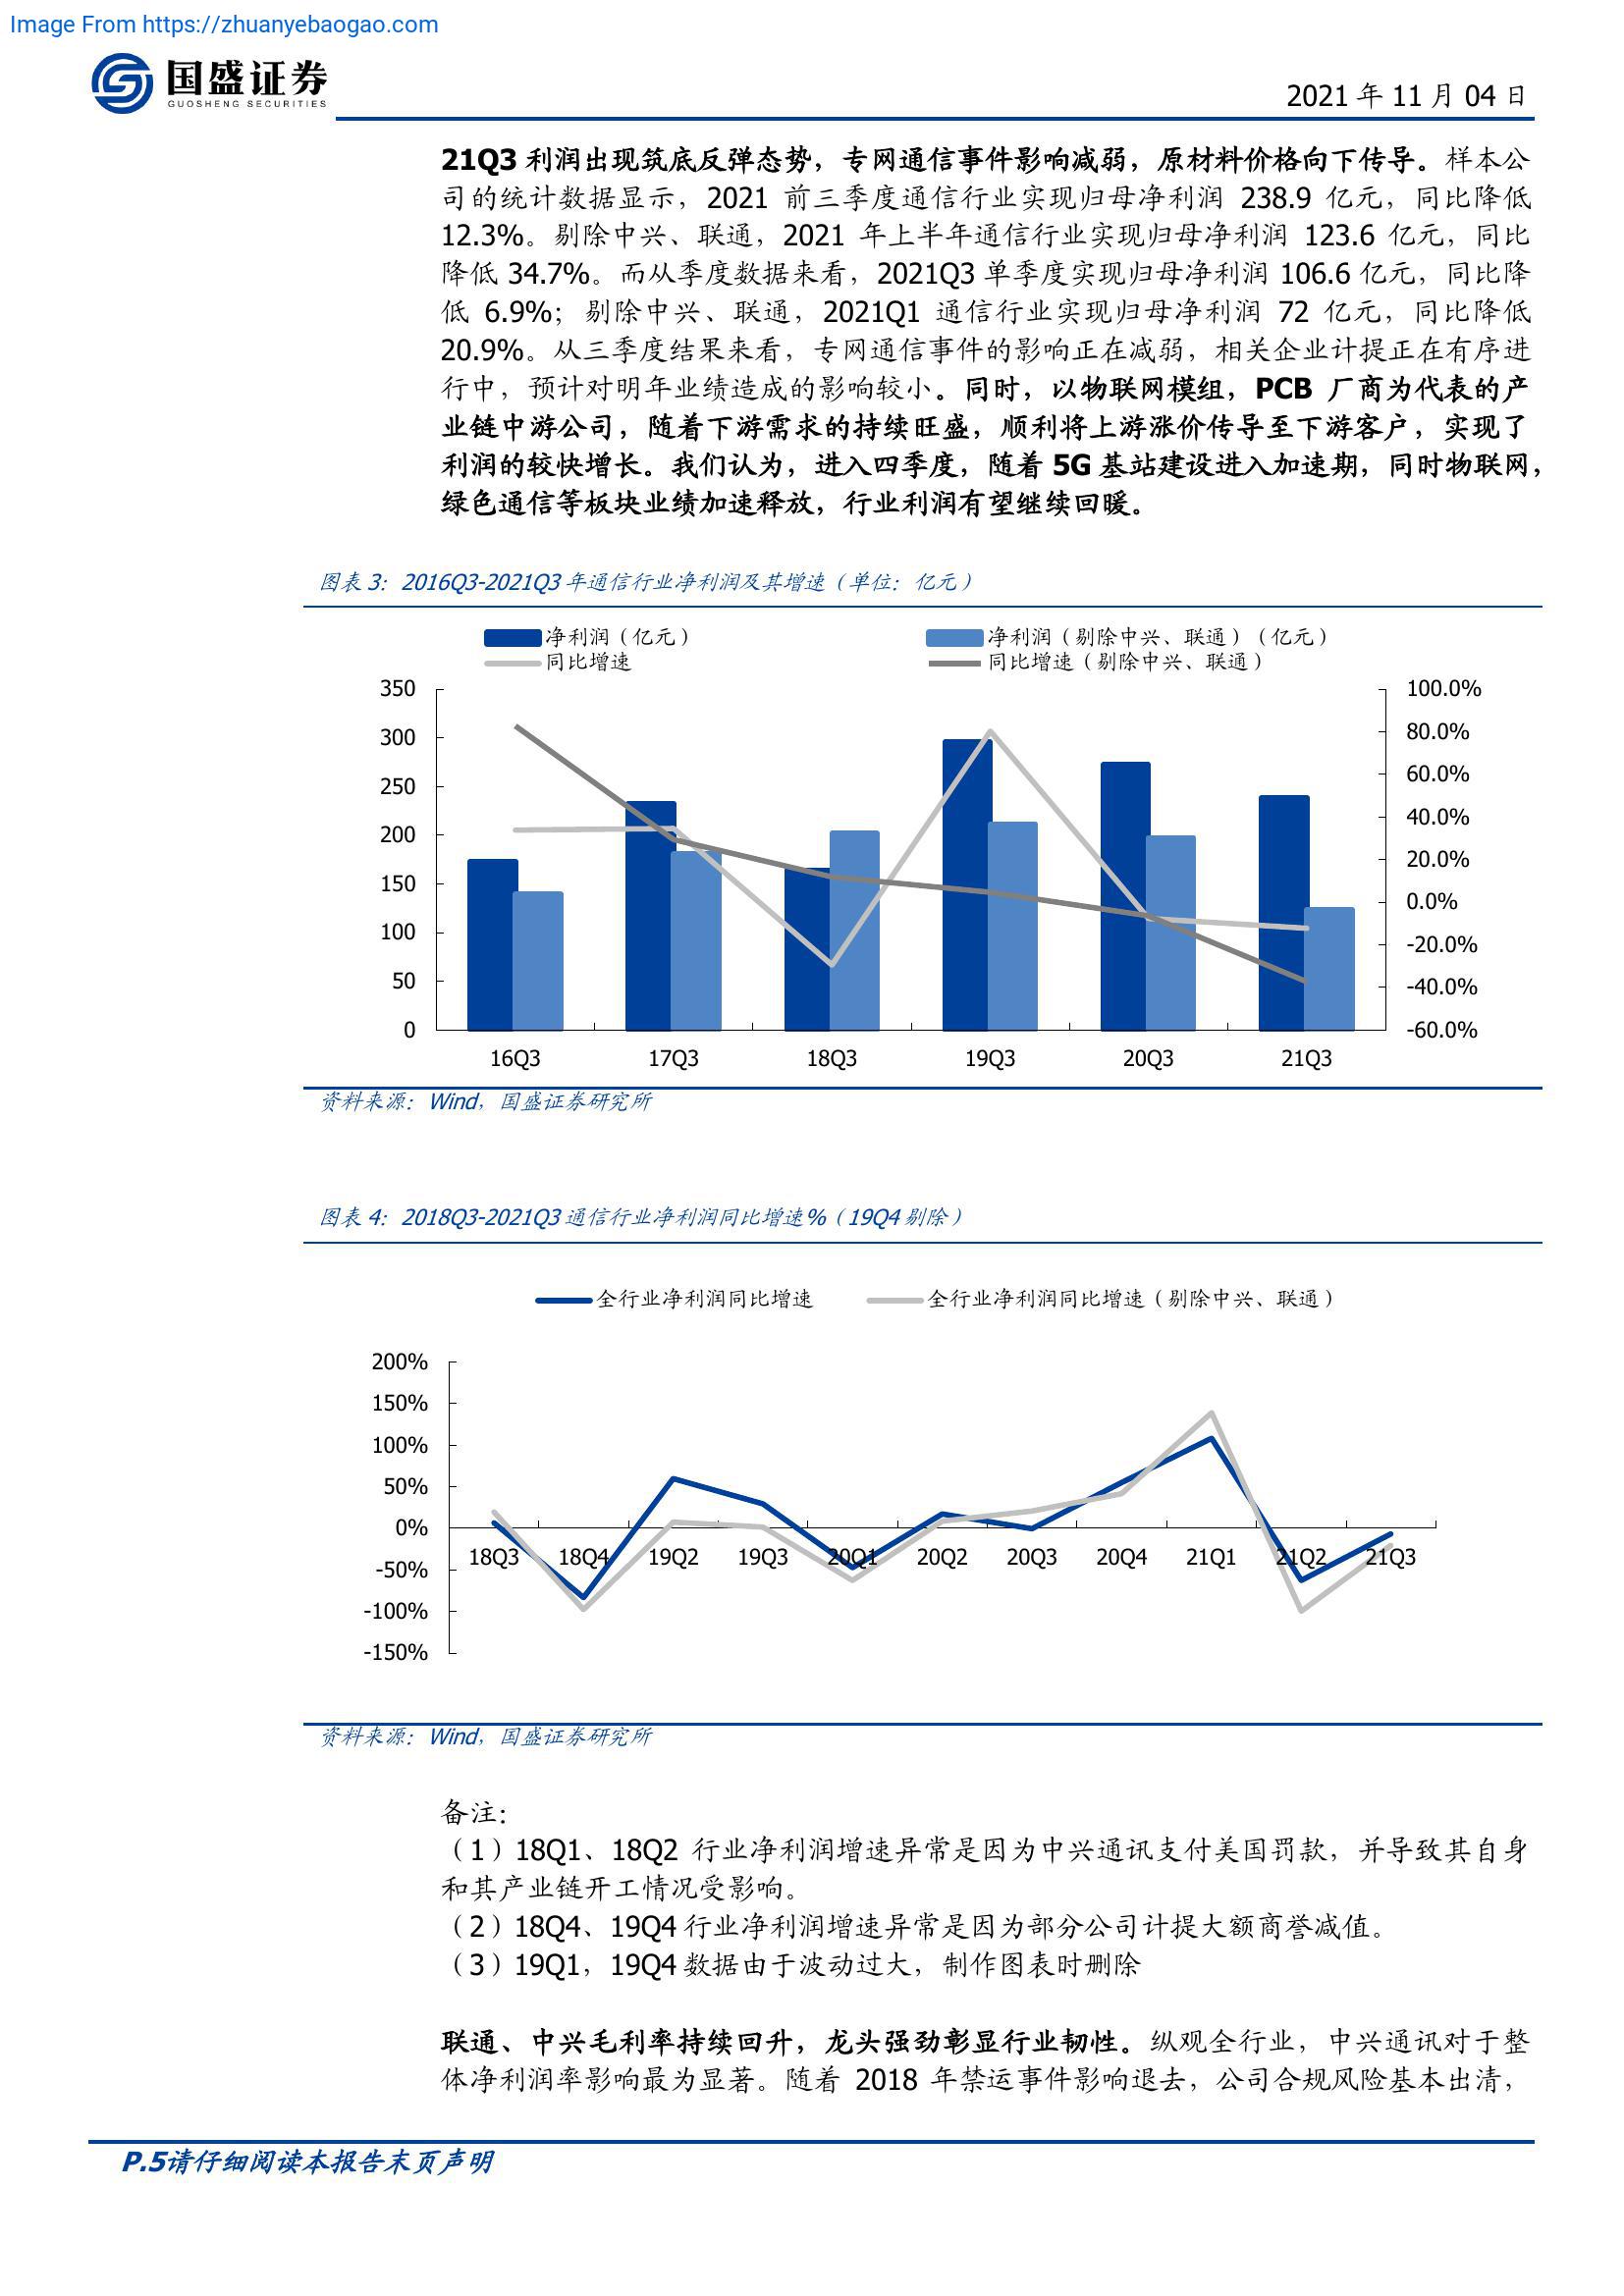 Image From https://zhuanyebaogao.com
国盛证券
GUOSHENG SECURITIES
2021 年 11 月 04 日
21Q3 利润出现筑底反弹态势，专网通信事件影响减弱，原材料价格向下传导。样本公
司的统计数据显示，2021 前三季度通信行业实现归母净利润 238.9 亿元，同比降低
12.3%。剔除中兴、联通，2021 年上半年通信行业实现归母净利润 123.6 亿元，同比
降低 34.7%。而从季度数据来看，2021Q3 单季度实现归母净利润 106.6 亿元，同比降
低 6.9%；剔除中兴、联通，2021Q1 通信行业实现归母净利润 72 亿元，同比降低
20.9%。从三季度结果来看，专网通信事件的影响正在减弱，相关企业计提正在有序进
行中，预计对明年业绩造成的影响较小。同时，以物联网模组，PCB 厂商为代表的产
业链中游公司，随着下游需求的持续旺盛，顺利将上游涨价传导至下游客户，实现了
利润的较快增长。我们认为，进入四季度，随着 5G 基站建设进入加速期，同时物联网，
绿色通信等板块业绩加速释放，行业利润有望继续回暖。
图表 3：2016Q3-2021Q3 年通信行业净利润及其增速（单位：亿元）
净利润（亿元） 净利润（剔除中兴、联通）（亿元）
同比增速 同比增速（剔除中兴、联通）
350 100.0%
300 80.0%
250 60.0%
200 40.0%
150 20.0%
100 0.0%
50 -20.0%
0 -40.0%
-60.0%
16Q3 17Q3 18Q3 19Q3 20Q3 21Q3
资料来源：Wind，国盛证券研究所
图表 4：2018Q3-2021Q3 通信行业净利润同比增速%（19Q4 剔除）
全行业净利润同比增速 全行业净利润同比增速（剔除中兴、联通）
200%
150%
100%
50%
0%
-50%
-100%
-150%
18Q3 18Q4 19Q2 19Q3 20Q1 20Q2 20Q3 20Q4 21Q1 21Q2 21Q3
资料来源：Wind，国盛证券研究所
备注：
（1）18Q1、18Q2 行业净利润增速异常是因为中兴通讯支付美国罚款，并导致其自身
和其产业链开工情况受影响。
（2）18Q4、19Q4 行业净利润增速异常是因为部分公司计提大额商誉减值。
（3）19Q1，19Q4 数据由于波动过大，制作图表时删除
联通、中兴毛利率持续回升，龙头强劲彰显行业韧性。纵观全行业，中兴通讯对于整
体净利润率影响最为显著。随着 2018 年禁运事件影响退去，公司合规风险基本出清，
P.5请仔细阅读本报告末页声明